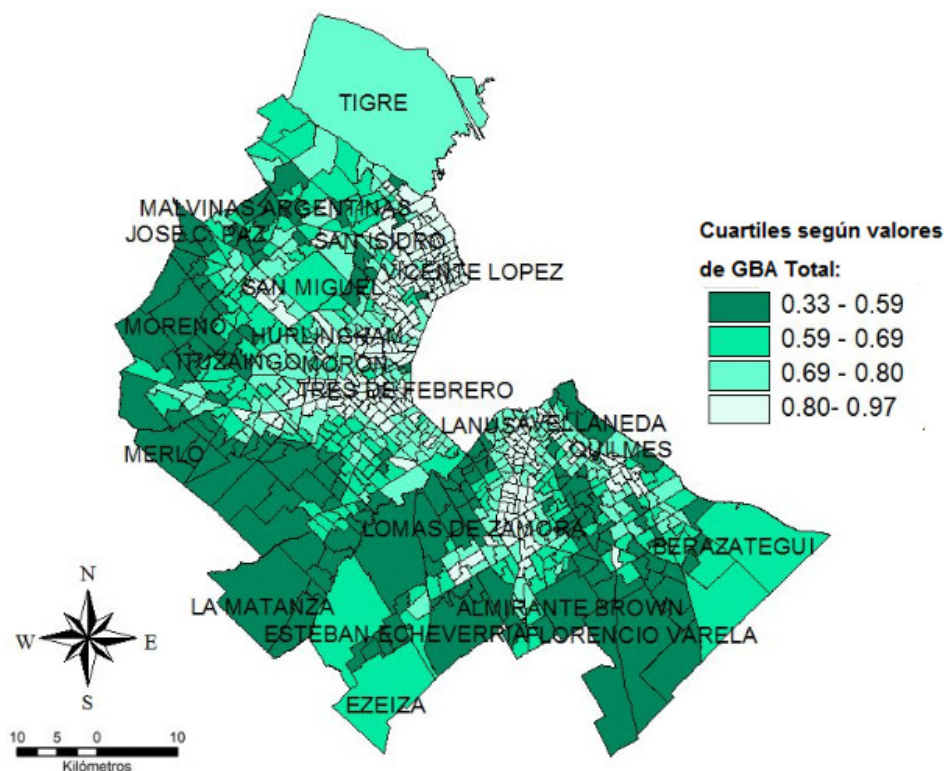 TIGRE
MALVINAS ARGENTINAS
JOSE C. PAZ
SAN ISIDRO
VICENTE LOPEZ
SAN MIGUEL
MORENO
HURLINGHAM
ITUZAINGO
MORON
TRES DE FEBRERO
LANUS
AVELLANEDA
QUILMES
MERLO
LOMAS DE ZAMORA
BERAZATEGUI
LA MATANZA
ALMIRANTE BROWN
ESTEBAN ECHEVERRIA
FLORENCIO VARELA
EZEIZA
Cuartiles según valores
de GBA Total:
0.33 - 0.59
0.59 - 0.69
0.69 - 0.80
0.80- 0.97
N
W E
S
10 0 10
Kilómetros